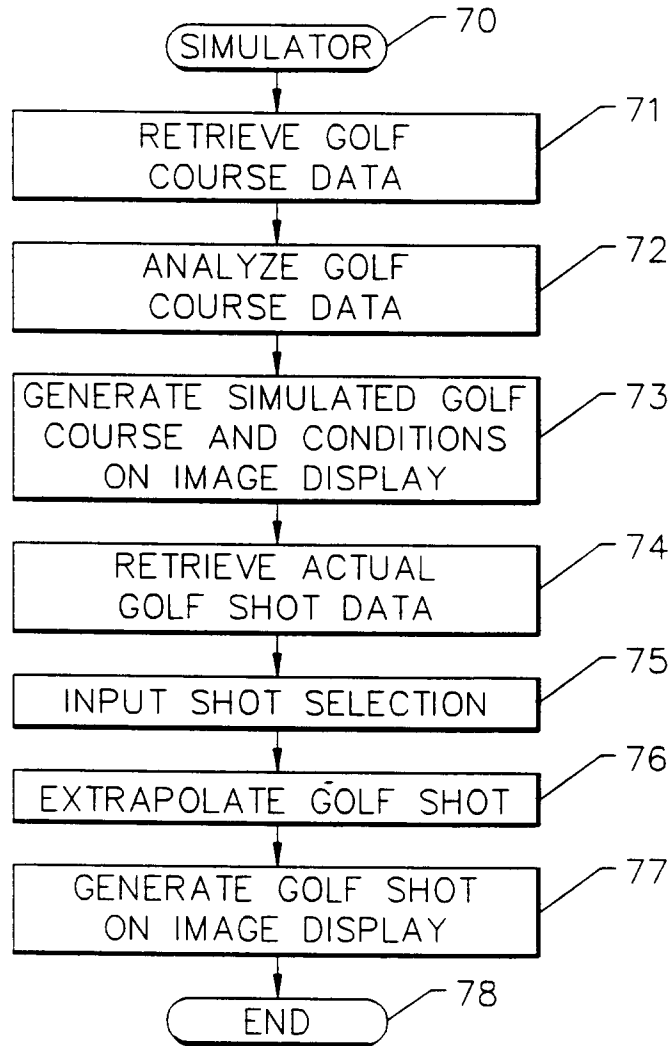 SIMULATOR
70
RETRIEVE GOLF
COURSE DATA
71
ANALYZE GOLF
COURSE DATA
72
GENERATE SIMULATED GOLF
COURSE AND CONDITIONS
ON IMAGE DISPLAY
73
RETRIEVE ACTUAL
GOLF SHOT DATA
74
INPUT SHOT SELECTION
75
EXTRAPOLATE GOLF SHOT
76
GENERATE GOLF SHOT
ON IMAGE DISPLAY
77
END
78